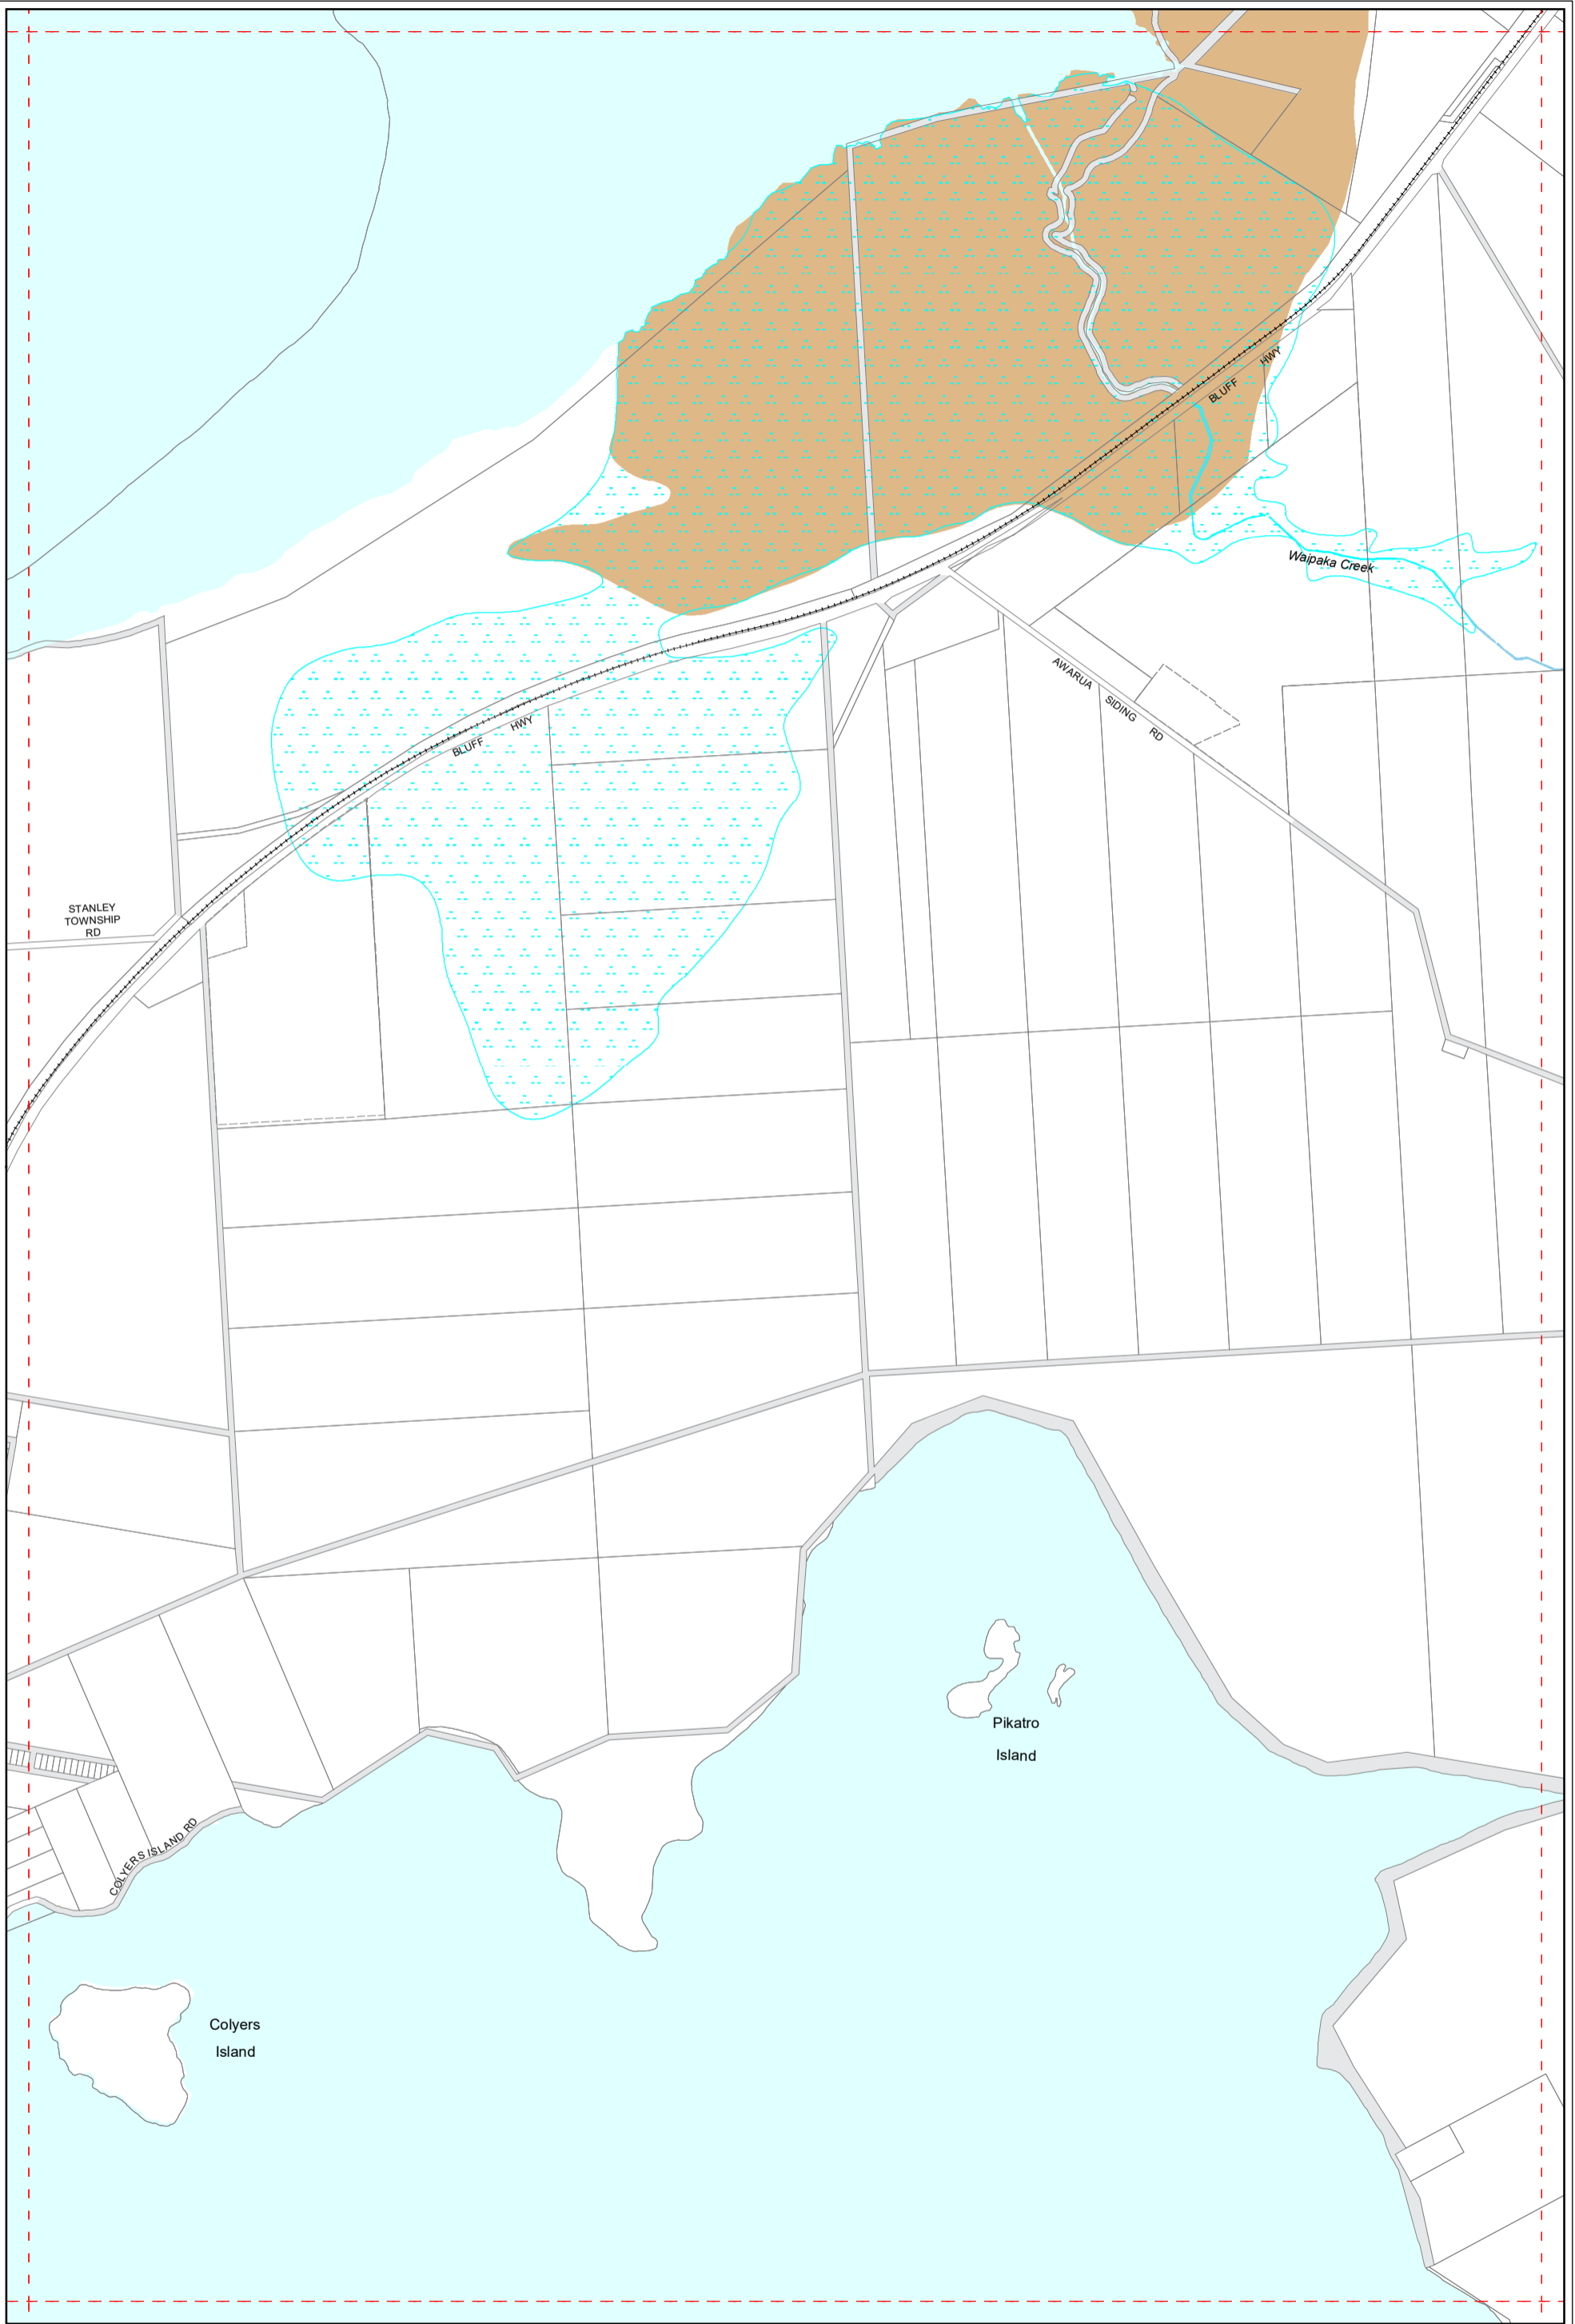 BLUFF HWY
Waipaka Creek
AWARUA SIDING RD
BLUFF HWY
STANLEY
TOWNSHIP
RD
Pikatro
Island
COLYERS ISLAND RD
Colyers
Island